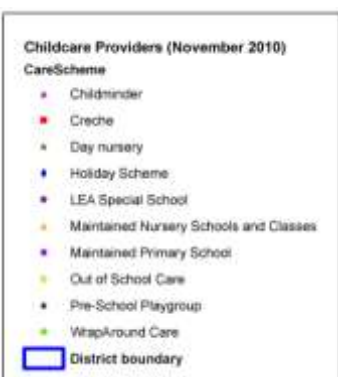 Childcare Providers (November 2010)
CareScheme
Childminder
Creche
Day nursery
Holiday Scheme
LEA Special School
Maintained Nursery Schools and Classes
Maintained Primary School
Out of School Care
Pre-School Playgroup
WrapAround Care
District boundary